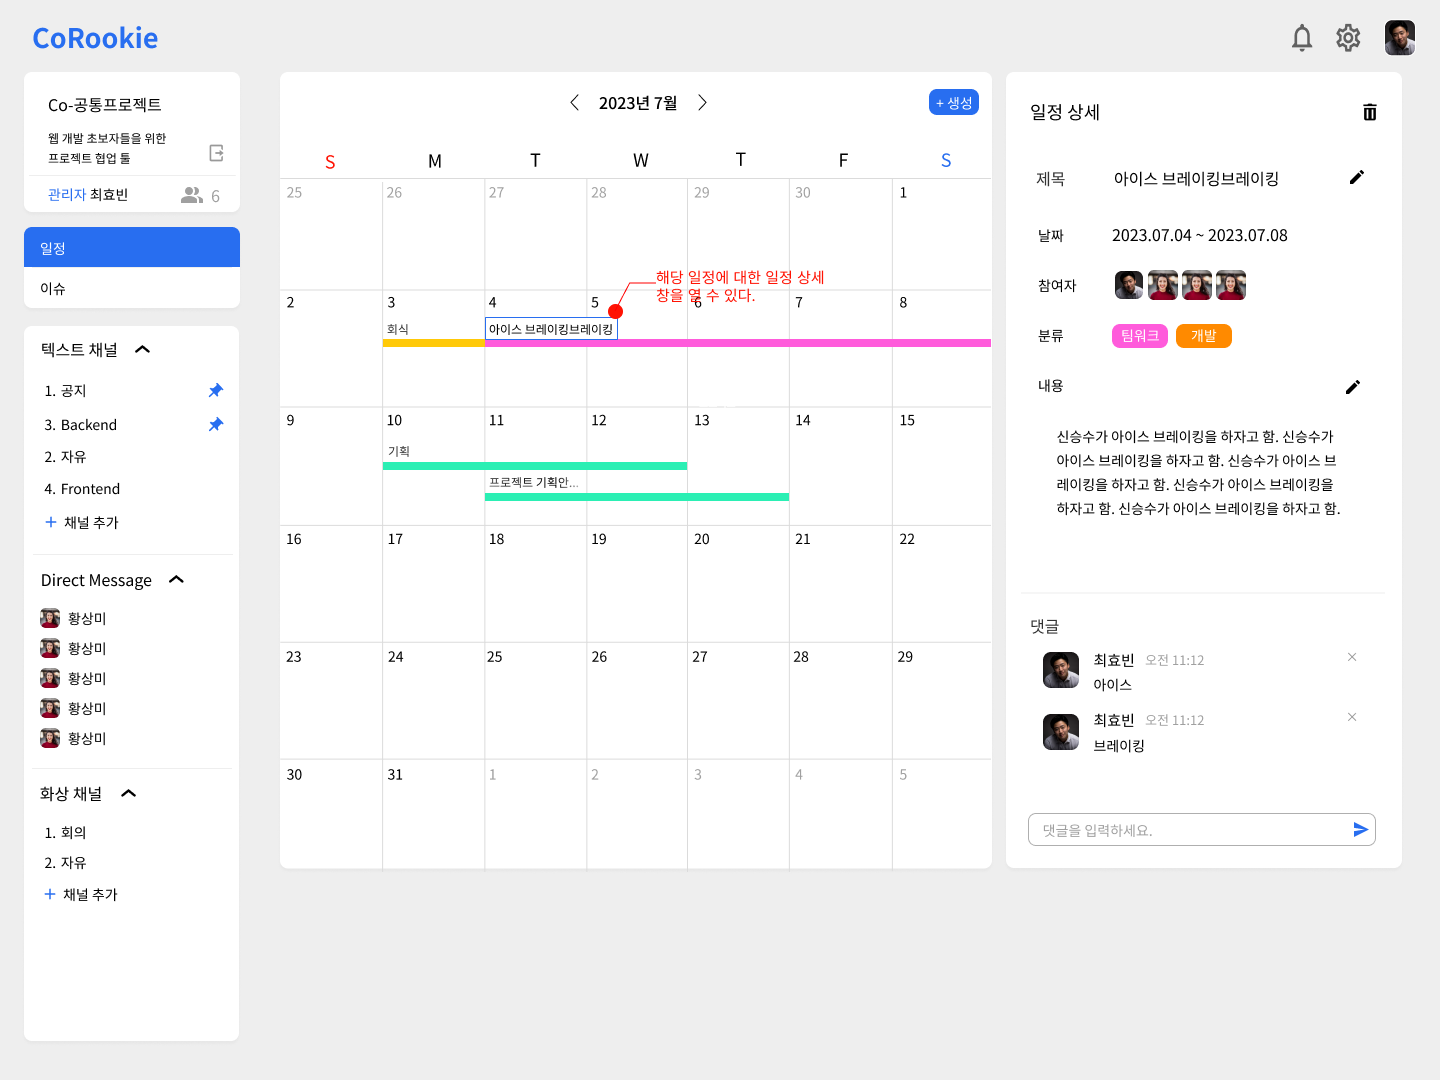 CoRookie
Co-공통프로젝트
웹 개발 초보자들을 위한
프로젝트 협업 툴
관리자 최효빈 6
일정
이슈
텍스트 채널
1. 공지
3. Backend
2. 자유
4. Frontend
+ 채널 추가
Direct Message
황상미
황상미
황상미
황상미
황상미
화상 채널
1. 회의
2. 자유
+ 채널 추가
2023년 7월
+ 생성
S M T W T F S
25 26 27 28 29 30 1
해당 일정에 대한 일정 상세
창을 열 수 있다.
2 3 4 5 6 7 8
회식 아이스 브레이킹브레이킹
9 10 11 12 13 14 15
기획
프로젝트 기획안...
16 17 18 19 20 21 22
23 24 25 26 27 28 29
30 31 1 2 3 4 5
일정 상세
제목 아이스 브레이킹브레이킹
날짜 2023.07.04 ~ 2023.07.08
참여자
분류 팀워크 개발
내용
신승수가 아이스 브레이킹을 하자고 함. 신승수가
아이스 브레이킹을 하자고 함. 신승수가 아이스 브
레이킹을 하자고 함. 신승수가 아이스 브레이킹을
하자고 함. 신승수가 아이스 브레이킹을 하자고 함.
댓글
최효빈 오전 11:12
아이스
최효빈 오전 11:12
브레이킹
댓글을 입력하세요.